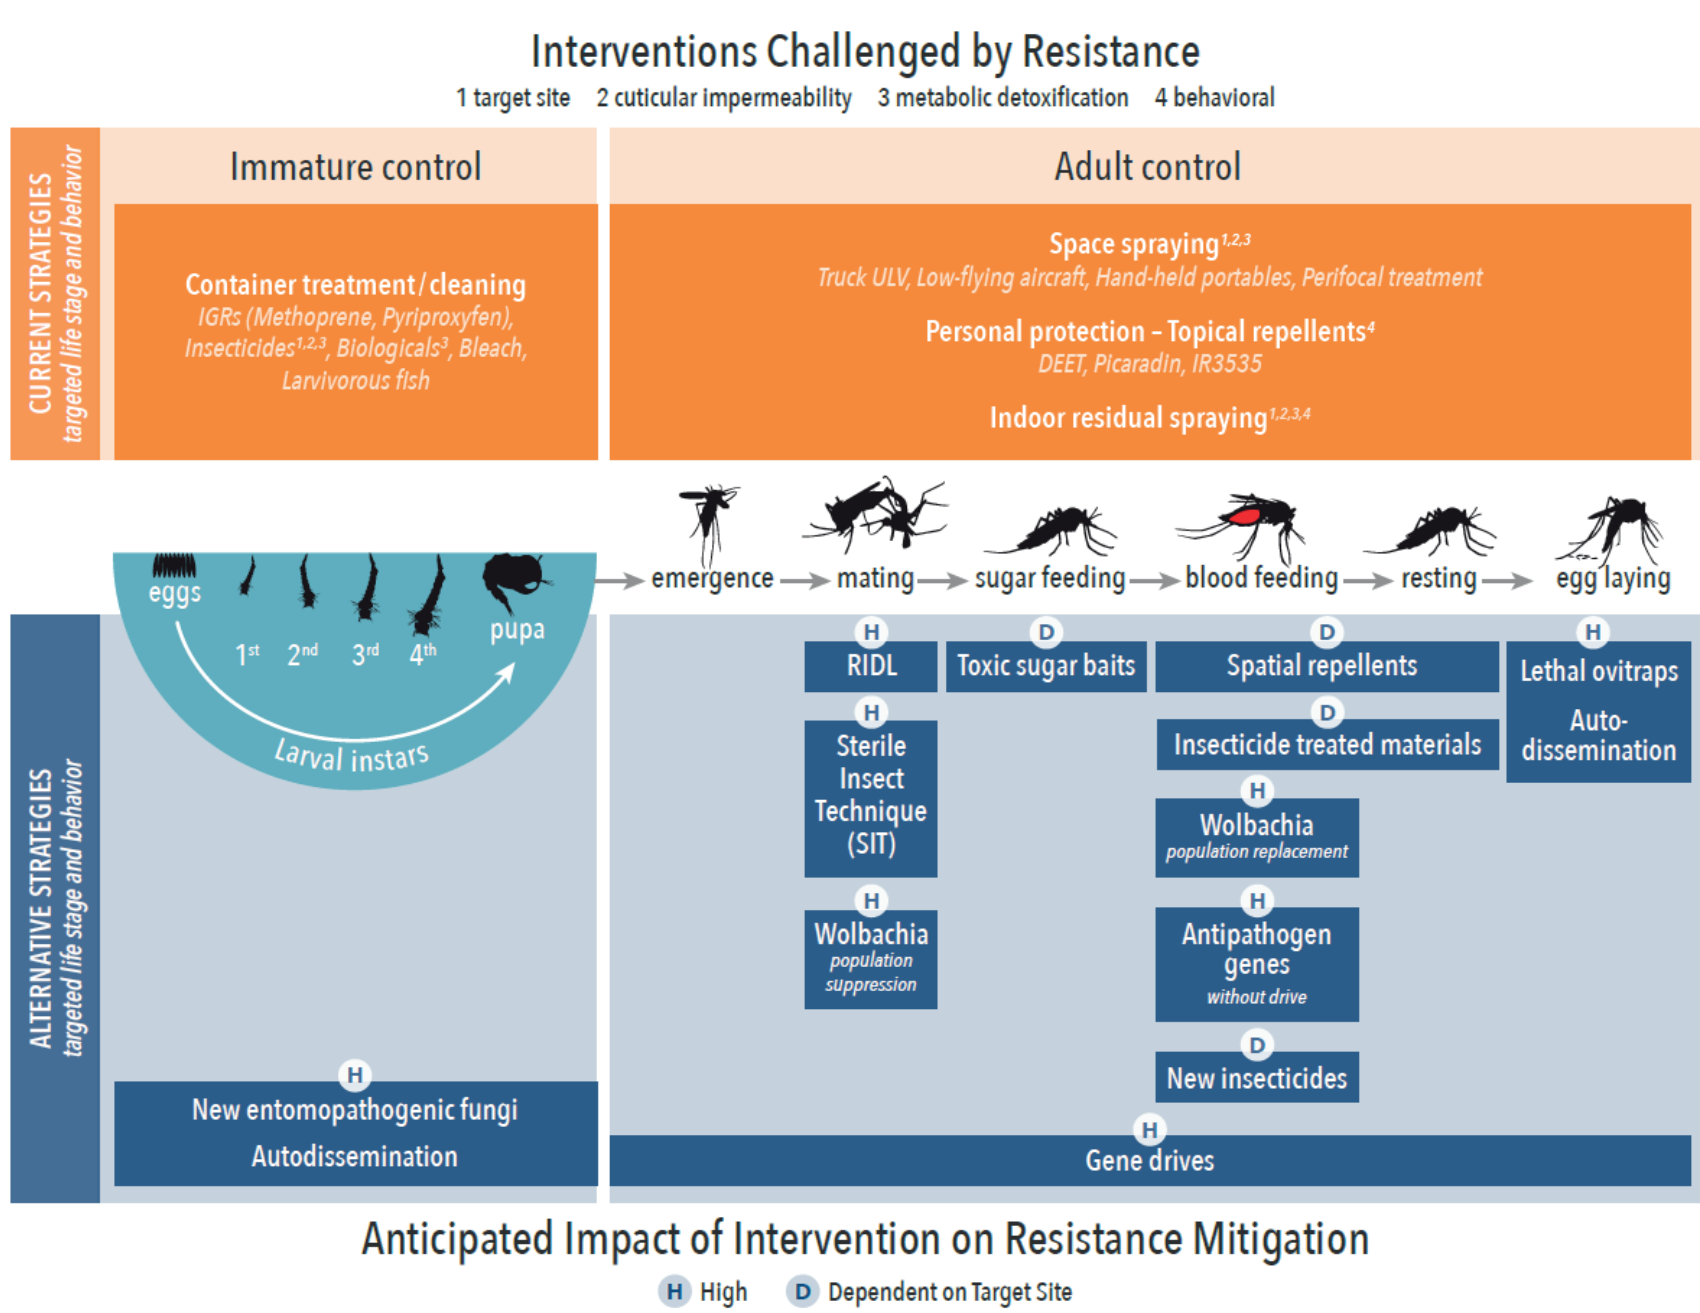 Interventions Challenged by Resistance
1 target site 2 cuticular impermeability 3 metabolic detoxification 4 behavioral
CURRENT STRATEGIES
targeted life stage and behavior
Immature control
Container treatment/cleaning
IGRs (Methoprene, Pyriproxyfen),
Insecticides1,2,3, Biologicals3, Bleach,
Larvivorous fish
Adult control
Space spraying1,2,3
Truck ULV, Low-flying aircraft, Hand-held portables, Perifocal treatment
Personal protection – Topical repellents4
DEET, Picaradin, IR3535
Indoor residual spraying1,2,3,4
eggs
1st 2nd 3rd 4th
pupa
Larval instars
emergence mating sugar feeding blood feeding resting egg laying
ALTERNATIVE STRATEGIES
targeted life stage and behavior
H
New entomopathogenic fungi
Autodissemination
H
RIDL
H
Sterile
Insect
Technique
(SIT)
H
Wolbachia
population
suppression
D
Toxic sugar baits
D
Spatial repellents
D
Insecticide treated materials
H
Wolbachia
population replacement
H
Antipathogen
genes
without drive
D
New insecticides
H
Lethal ovitraps
Auto-
dissemination
H
Gene drives
Anticipated Impact of Intervention on Resistance Mitigation
H High D Dependent on Target Site